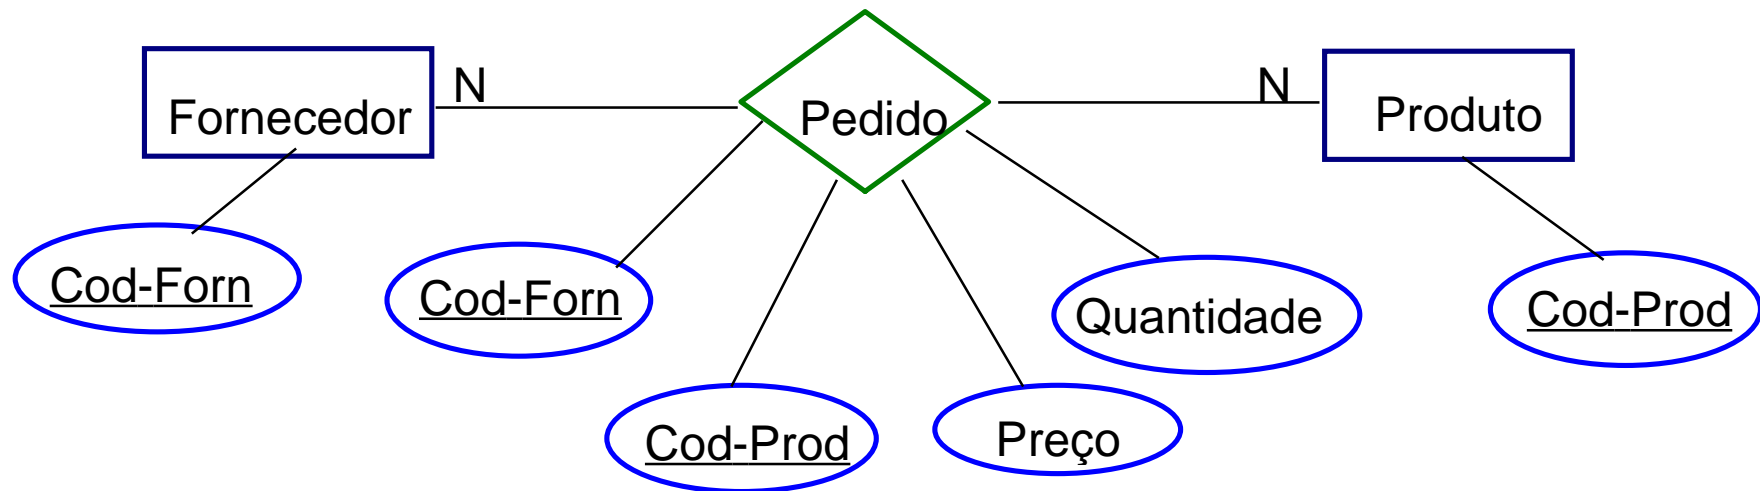 N
N
Fornecedor
Pedido
Produto
Cod-Forn
Cod-Forn
Quantidade
Cod-Prod
Cod-Prod
Preço